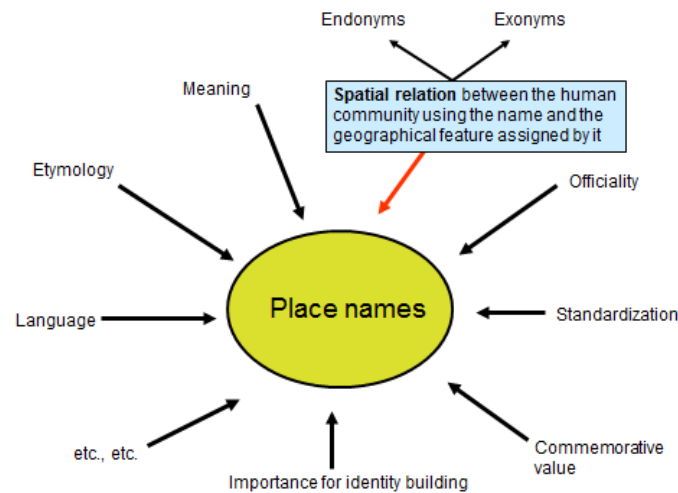 Endonyms
Exonyms
Meaning
Spatial relation between the human
community using the name and the
geographical feature assigned by it
Etymology
Officiality
Place names
Language
Standardization
etc., etc.
Commemorative
value
Importance for identity building